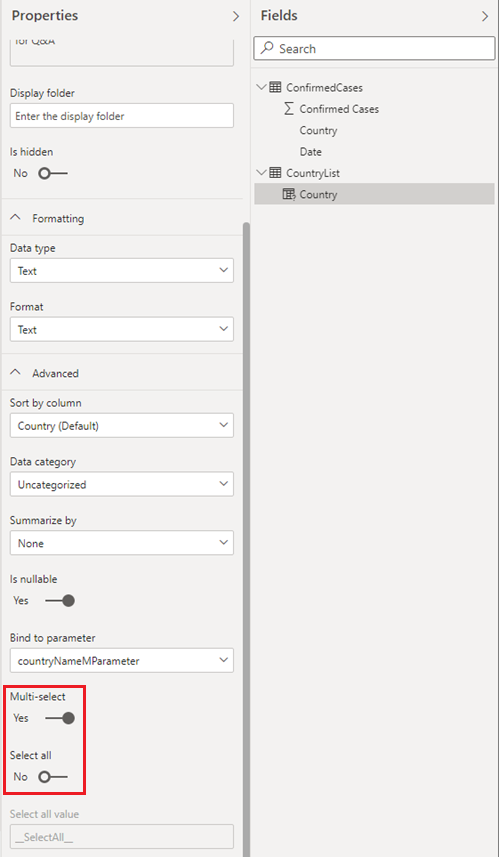 Properties
for Q&A
Display folder
Enter the display folder
Is hidden
No
Formatting
Data type
Text
Format
Text
Advanced
Sort by column
Country (Default)
Data category
Uncategorized
Summarize by
None
Is nullable
Yes
Bind to parameter
countryNameMParameter
Multi-select
Yes
Select all
No
Select all value
__SelectAll__
Fields
Search
ConfirmedCases
Confirmed Cases
Country
Date
CountryList
Country